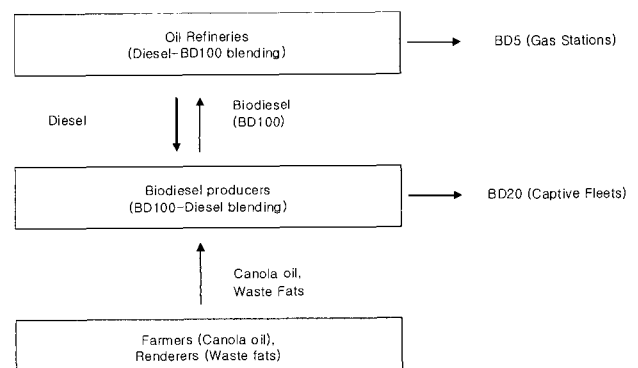 Oil Refineries
(Diesel-BD100 blending)
BD5 (Gas Stations)
Diesel
Biodiesel
(BD100)
Biodiesel producers
(BD100-Diesel blending)
BD20 (Captive Fleets)
Canola oil,
Waste Fats
Farmers (Canola oil),
Renderers (Waste fats)